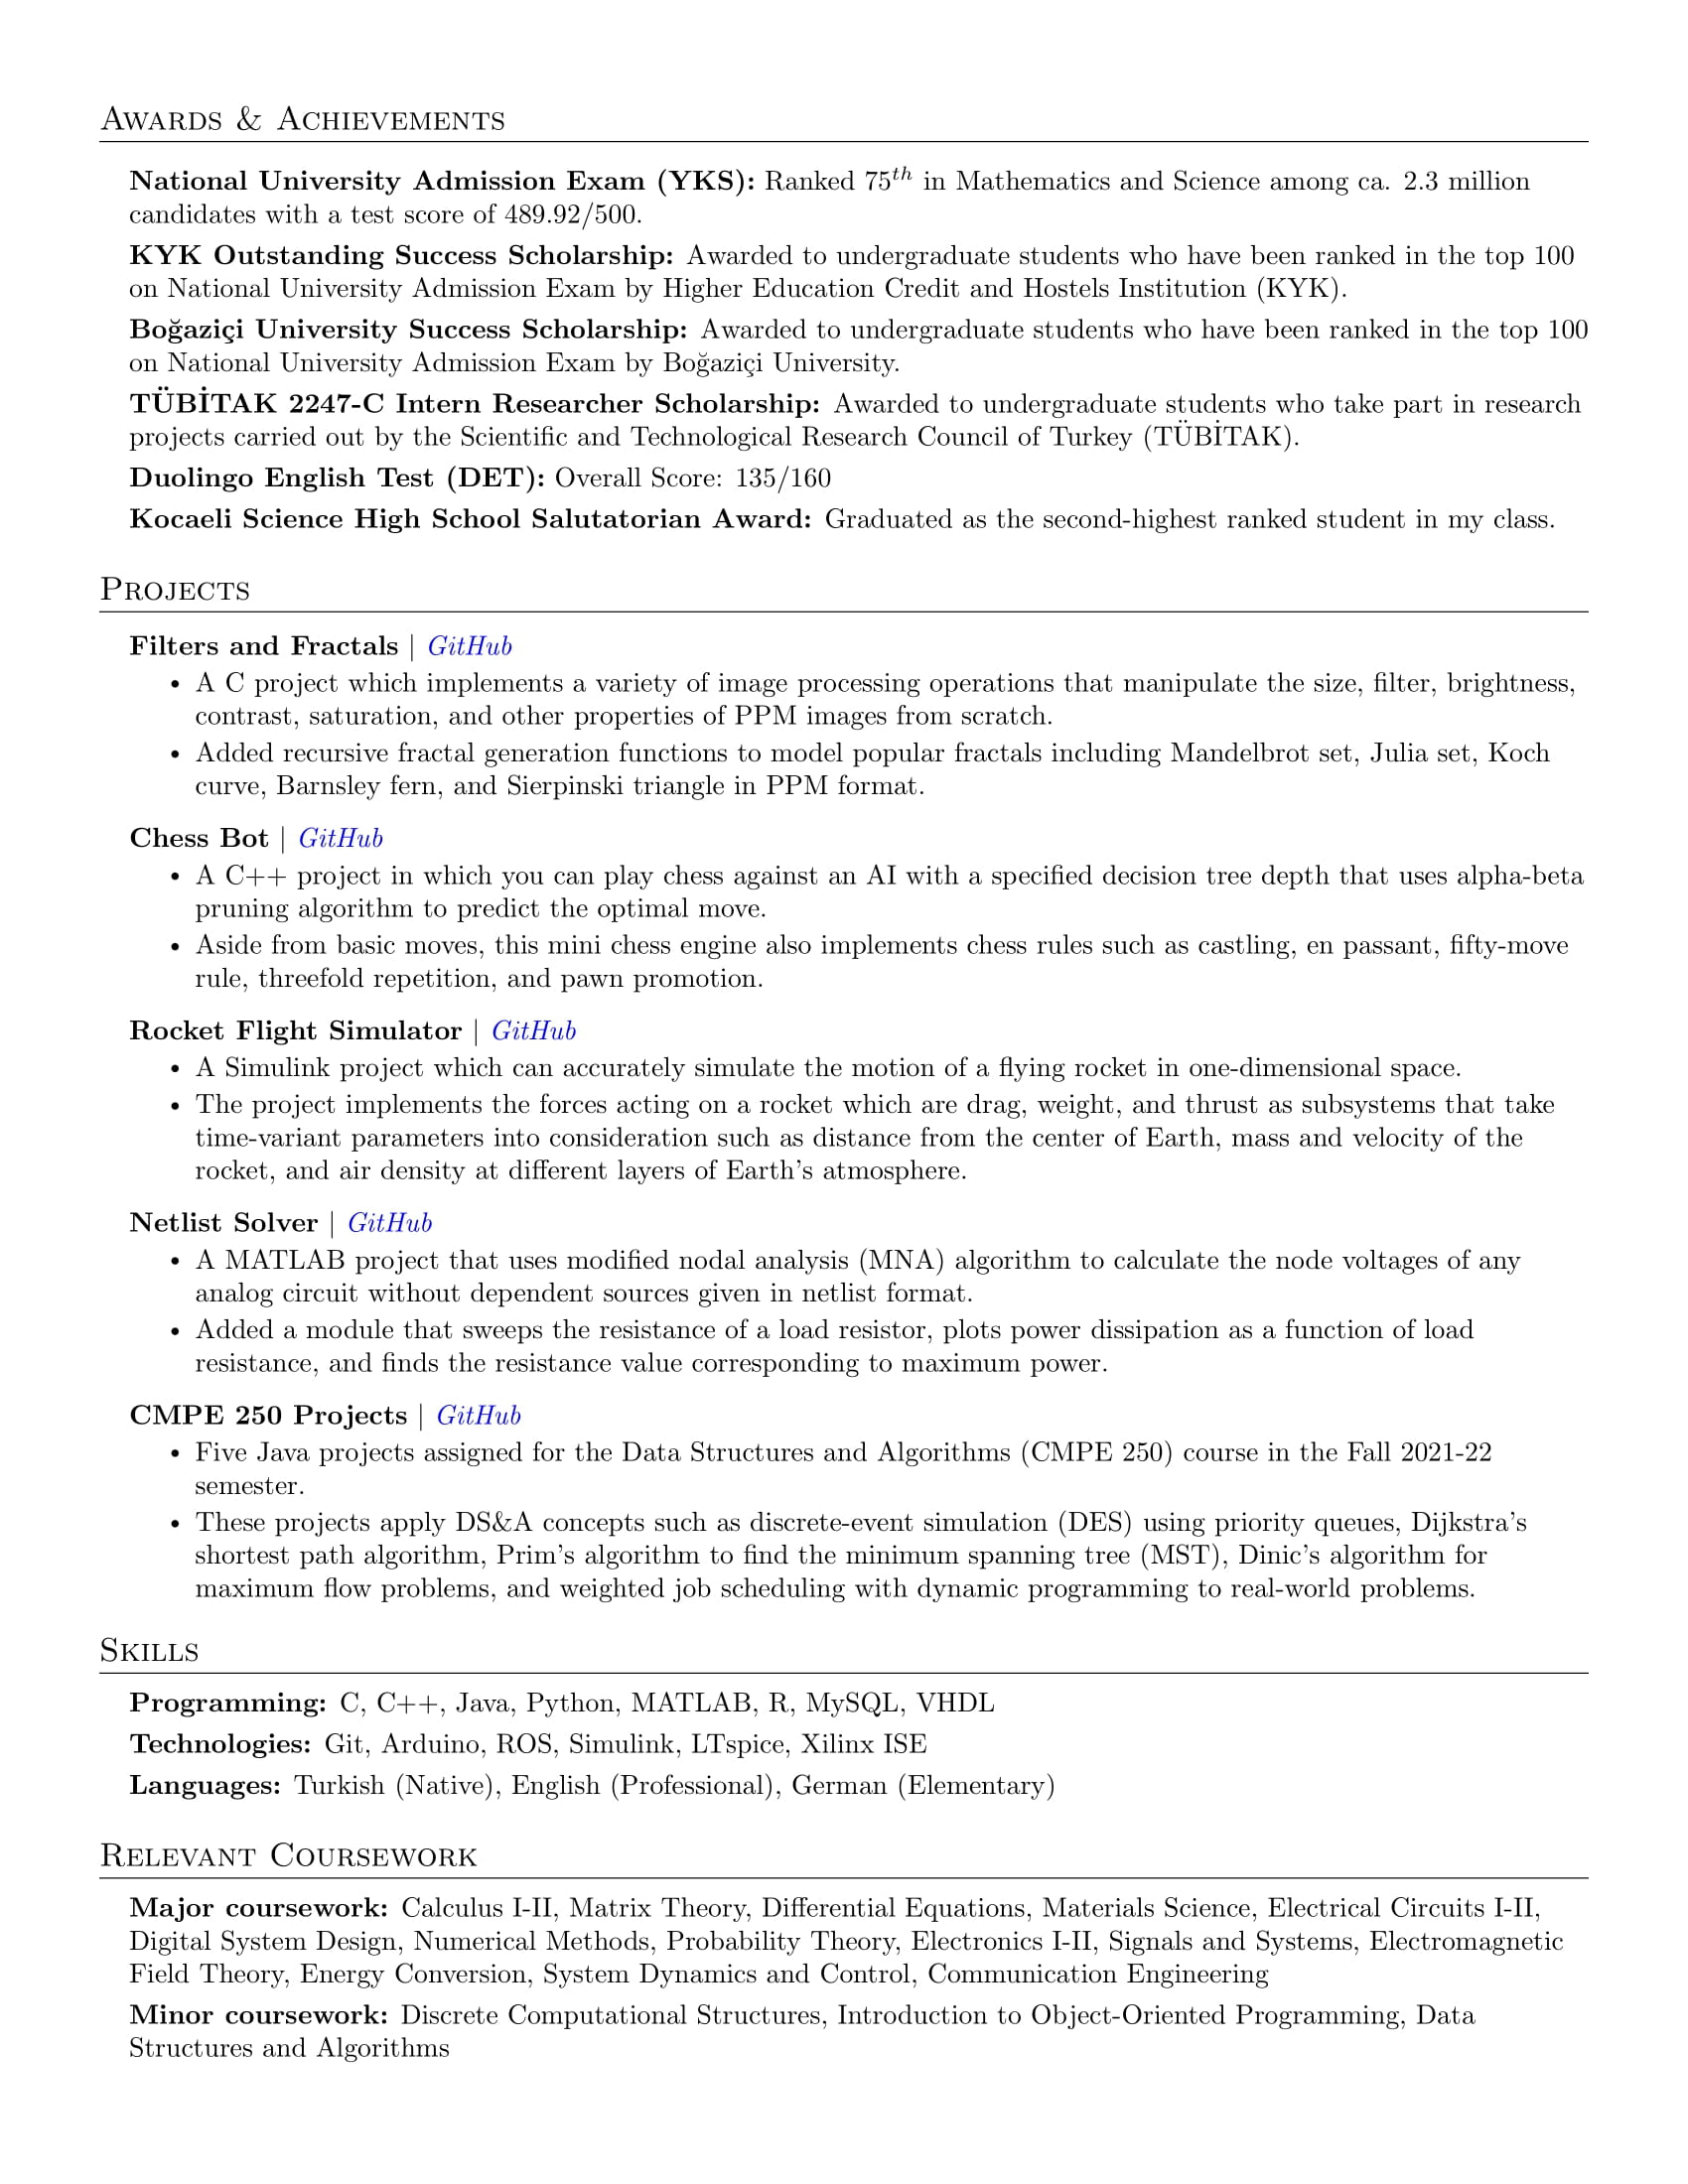 Awards & Achievements
National University Admission Exam (YKS): Ranked 75th in Mathematics and Science among ca. 2.3 million
candidates with a test score of 489.92/500.
KYK Outstanding Success Scholarship: Awarded to undergraduate students who have been ranked in the top 100
on National University Admission Exam by Higher Education Credit and Hostels Institution (KYK).
Boğaziçi University Success Scholarship: Awarded to undergraduate students who have been ranked in the top 100
on National University Admission Exam by Boğaziçi University.
TÜBİTAK 2247-C Intern Researcher Scholarship: Awarded to undergraduate students who take part in research
projects carried out by the Scientific and Technological Research Council of Turkey (TÜBİTAK).
Duolingo English Test (DET): Overall Score: 135/160
Kocaeli Science High School Salutatorian Award: Graduated as the second-highest ranked student in my class.
Projects
Filters and Fractals | GitHub
• A C project which implements a variety of image processing operations that manipulate the size, filter, brightness,
contrast, saturation, and other properties of PPM images from scratch.
• Added recursive fractal generation functions to model popular fractals including Mandelbrot set, Julia set, Koch
curve, Barnsley fern, and Sierpinski triangle in PPM format.
Chess Bot | GitHub
• A C++ project in which you can play chess against an AI with a specified decision tree depth that uses alpha-beta
pruning algorithm to predict the optimal move.
• Aside from basic moves, this mini chess engine also implements chess rules such as castling, en passant, fifty-move
rule, threefold repetition, and pawn promotion.
Rocket Flight Simulator | GitHub
• A Simulink project which can accurately simulate the motion of a flying rocket in one-dimensional space.
• The project implements the forces acting on a rocket which are drag, weight, and thrust as subsystems that take
time-variant parameters into consideration such as distance from the center of Earth, mass and velocity of the
rocket, and air density at different layers of Earth's atmosphere.
Netlist Solver | GitHub
• A MATLAB project that uses modified nodal analysis (MNA) algorithm to calculate the node voltages of any
analog circuit without dependent sources given in netlist format.
• Added a module that sweeps the resistance of a load resistor, plots power dissipation as a function of load
resistance, and finds the resistance value corresponding to maximum power.
CMPE 250 Projects | GitHub
• Five Java projects assigned for the Data Structures and Algorithms (CMPE 250) course in the Fall 2021-22
semester.
• These projects apply DS&A concepts such as discrete-event simulation (DES) using priority queues, Dijkstra's
shortest path algorithm, Prim's algorithm to find the minimum spanning tree (MST), Dinic's algorithm for
maximum flow problems, and weighted job scheduling with dynamic programming to real-world problems.
Skills
Programming: C, C++, Java, Python, MATLAB, R, MySQL, VHDL
Technologies: Git, Arduino, ROS, Simulink, LTspice, Xilinx ISE
Languages: Turkish (Native), English (Professional), German (Elementary)
Relevant Coursework
Major coursework: Calculus I-II, Matrix Theory, Differential Equations, Materials Science, Electrical Circuits I-II,
Digital System Design, Numerical Methods, Probability Theory, Electronics I-II, Signals and Systems, Electromagnetic
Field Theory, Energy Conversion, System Dynamics and Control, Communication Engineering
Minor coursework: Discrete Computational Structures, Introduction to Object-Oriented Programming, Data
Structures and Algorithms